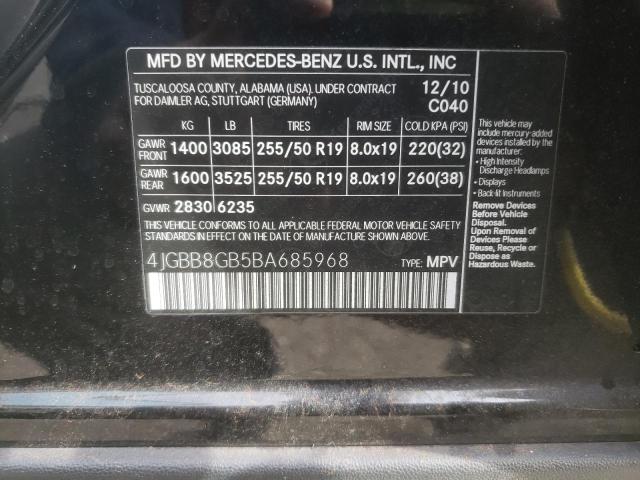 MFD BY MERCEDES-BENZ U.S. INTL., INC
TUSCALOOSA COUNTY, ALABAMA (USA). UNDER CONTRACT
FOR DAIMLER AG, STUTTGART (GERMANY)
12/10
C040
KG LB TIRES RIM SIZE COLD KPA (PSI)
GAWR FRONT 1400 3085 255/50 R19 8.0x19 220(32)
GAWR REAR 1600 3525 255/50 R19 8.0x19 260(38)
GVWR 2830 6235
THIS VEHICLE CONFORMS TO ALL APPLICABLE FEDERAL MOTOR VEHICLE SAFETY
STANDARDS IN EFFECT ON THE DATE OF MANUFACTURE SHOWN ABOVE.
4JGBB8GB5BA685968
TYPE: MPV
This vehicle may
include mercury-added
devices installed by
the manufacturer:
• High Intensity
Discharge Headlamps
• Displays
• Back-lit Instruments
Remove Devices
Before Vehicle
Disposal.
Reuse, Recycle or
Dispose as
Hazardous Waste.